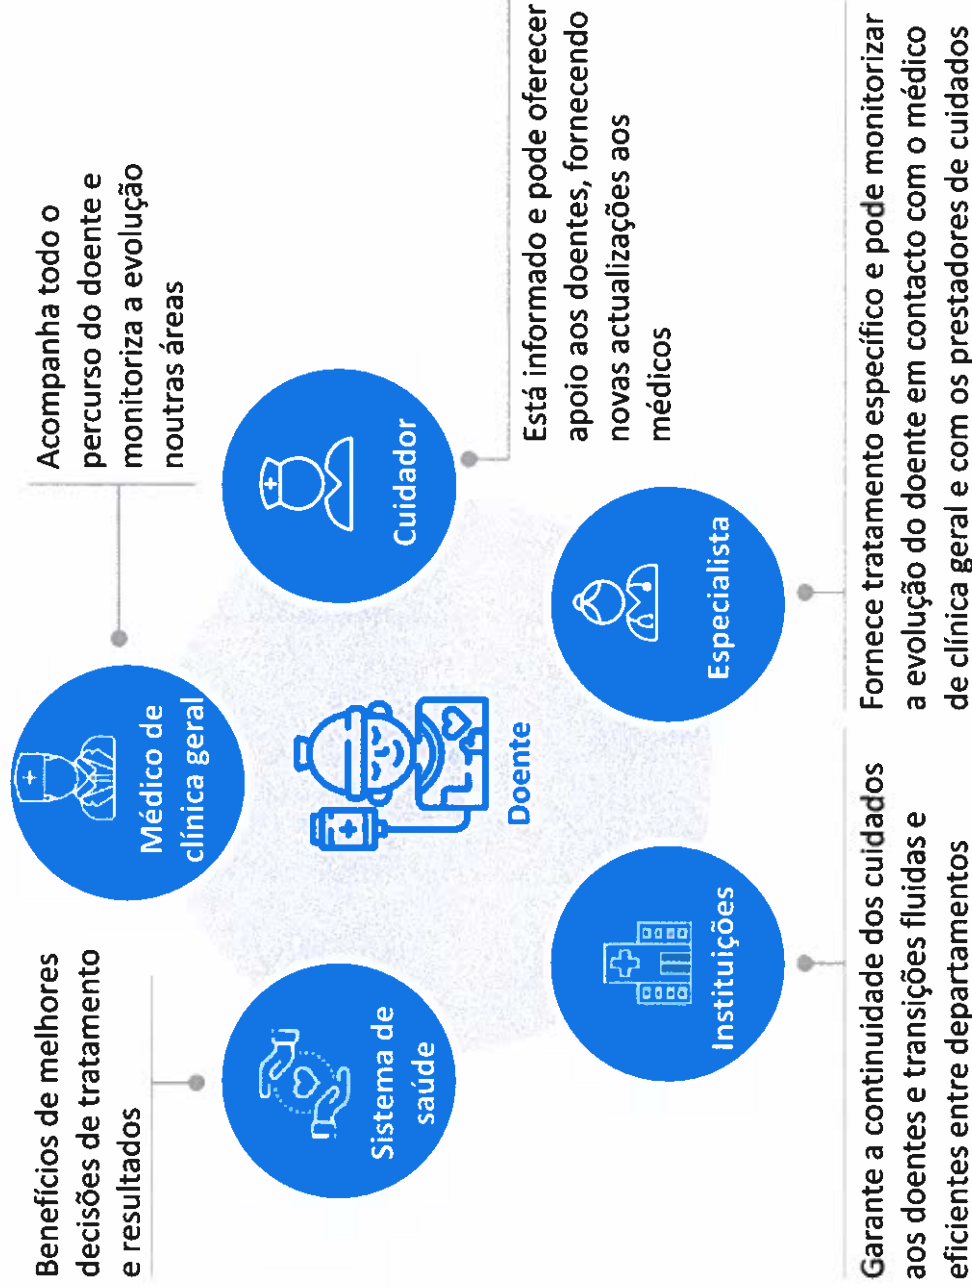 Benefícios de melhores
decisões de tratamento
e resultados
Acompanha todo o
percurso do doente e
monitoriza a evolução
noutras áreas
Médico de
clínica geral
Sistema de
saúde
Cuidador
Doente
Está informado e pode oferecer
apoio aos doentes, fornecendo
novas actualizações aos
médicos
Instituições
Especialista
Garante a continuidade dos cuidados
aos doentes e transições fluidas e
eficientes entre departamentos
Fornece tratamento específico e pode monitorizar
a evolução do doente em contacto com o médico
de clínica geral e com os prestadores de cuidados